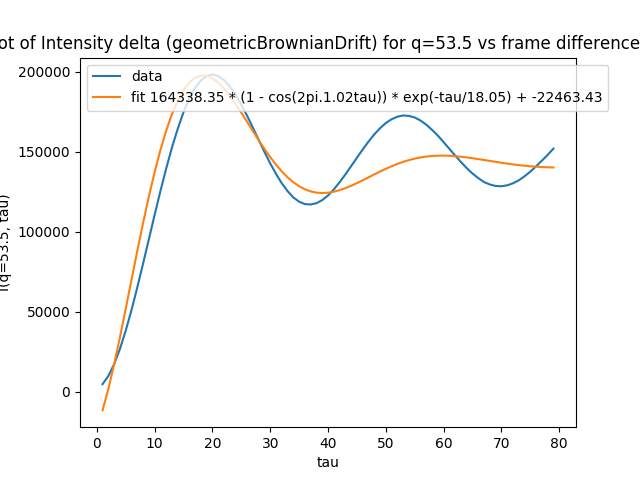 ot of Intensity delta (geometricBrownianDrift) for q=53.5 vs frame difference
data
fit 164338.35 * (1 - cos(2pi.1.02tau)) * exp(-tau/18.05) + -22463.43
200000
150000
100000
50000
0
I(q=53.5, tau)
0 10 20 30 40 50 60 70 80
tau